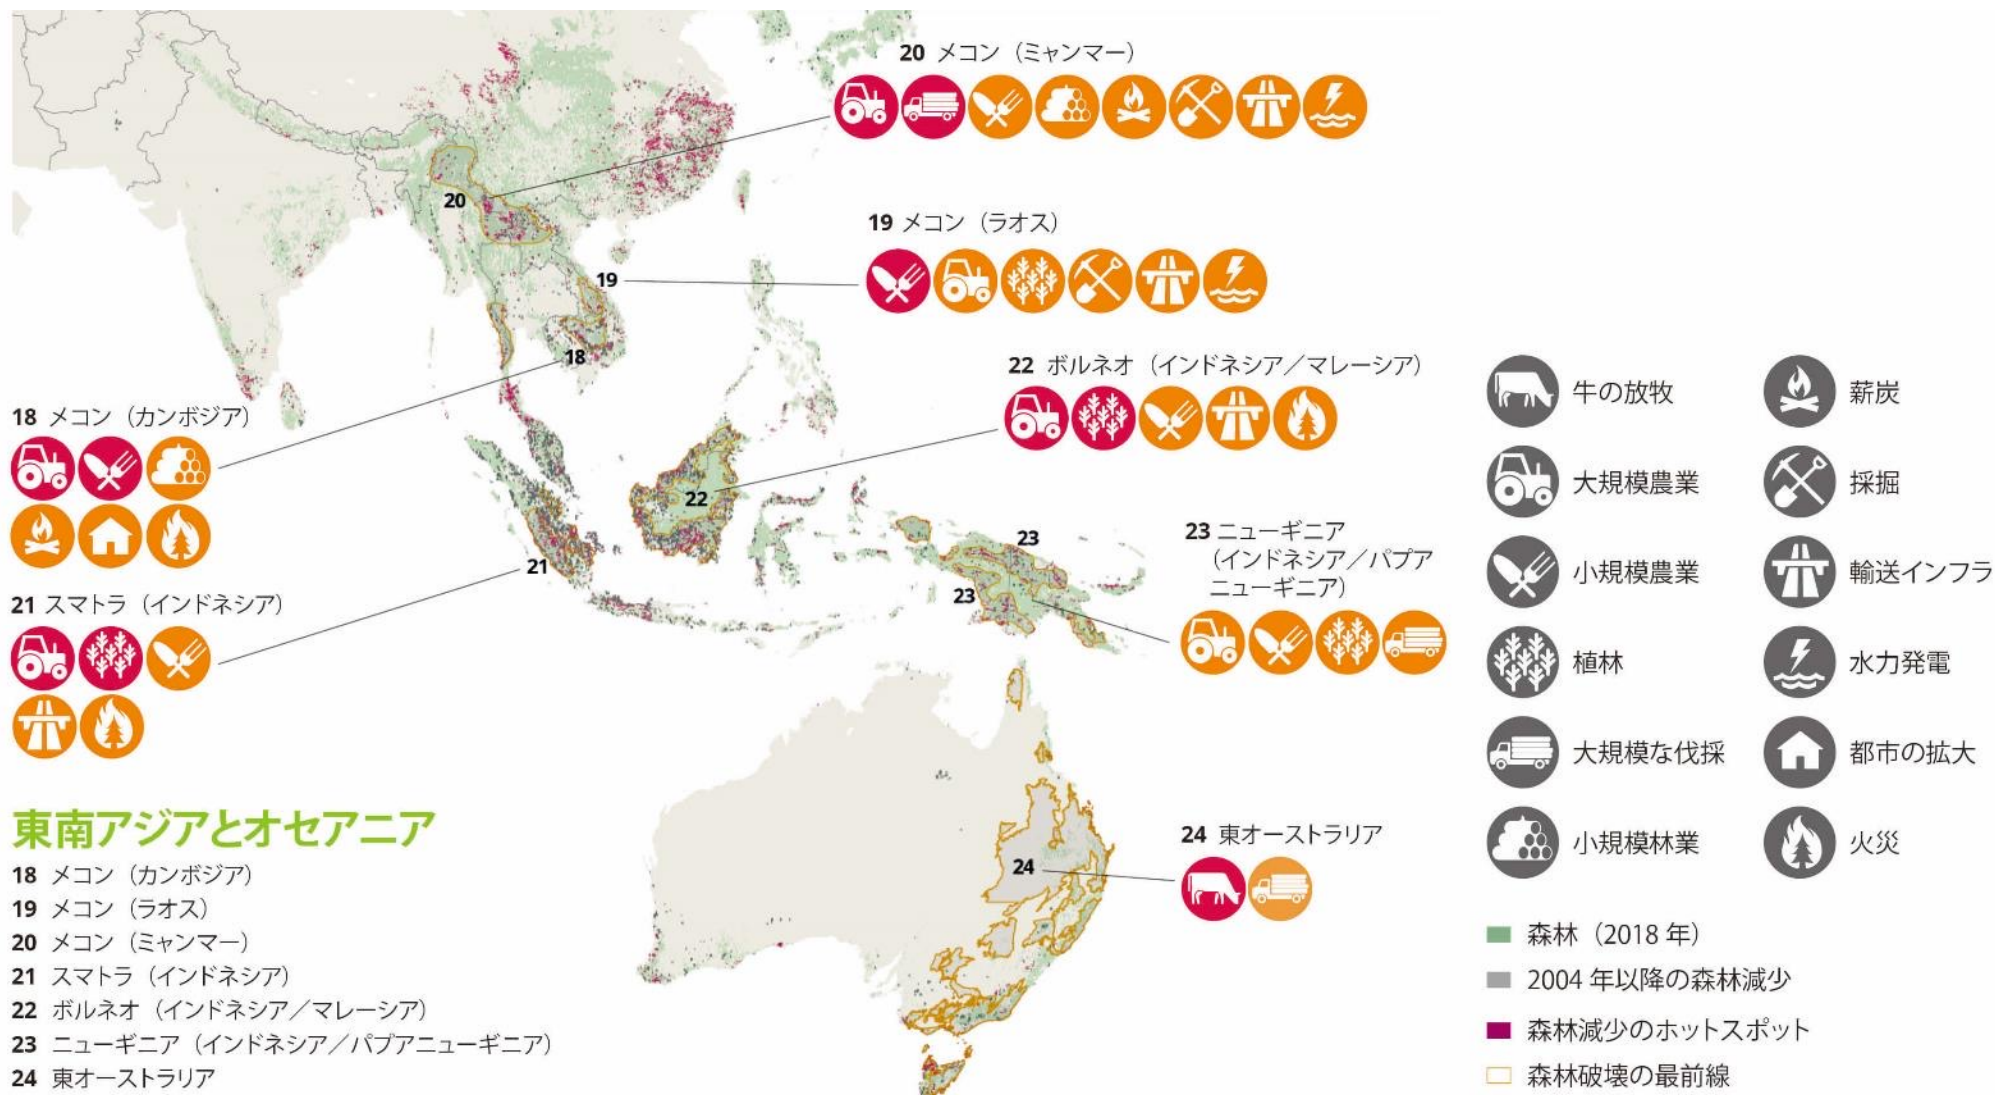 20 メコン（ミャンマー）
19 メコン（ラオス）
22 ボルネオ（インドネシア／マレーシア）
18 メコン（カンボジア）
21 スマトラ（インドネシア）
23 ニューギニア
（インドネシア／パプア
ニューギニア）
24 東オーストラリア
20
19
18
22
21
23
23
24
東南アジアとオセアニア
18 メコン（カンボジア）
19 メコン（ラオス）
20 メコン（ミャンマー）
21 スマトラ（インドネシア）
22 ボルネオ（インドネシア／マレーシア）
23 ニューギニア（インドネシア／パプアニューギニア）
24 東オーストラリア
牛の放牧
大規模農業
小規模農業
植林
大規模な伐採
小規模林業
薪炭
採掘
輸送インフラ
水力発電
都市の拡大
火災
森林（2018 年）
2004 年以降の森林減少
森林減少のホットスポット
森林破壊の最前線